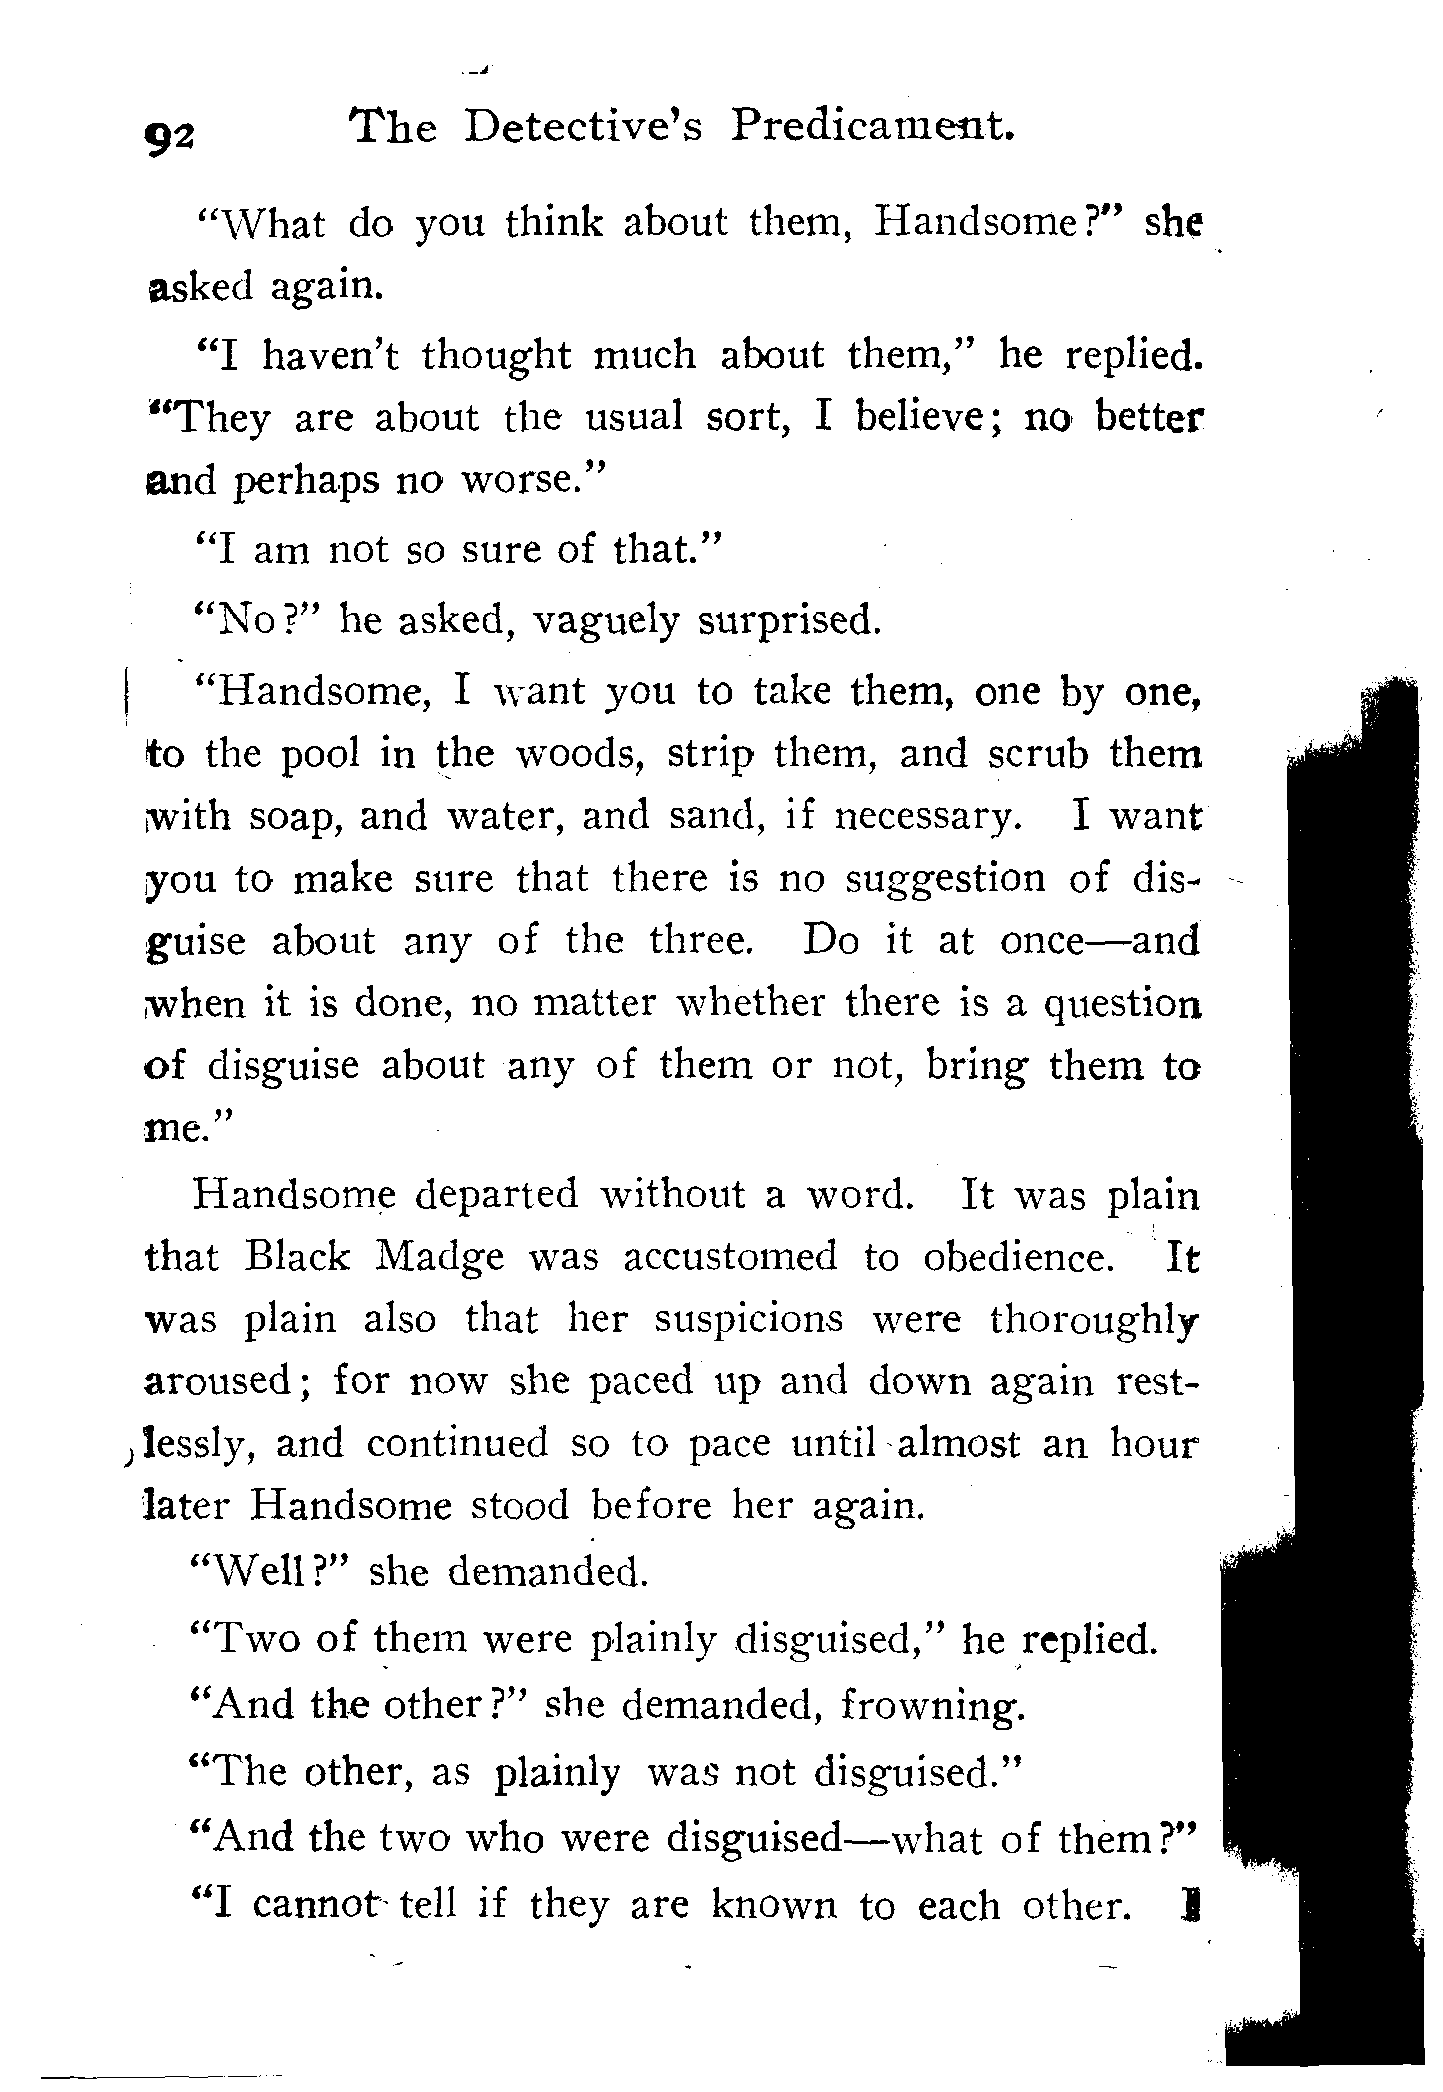 92 The Detective's Predicament.
"What do you think about them, Handsome?" she
asked again.
"I haven't thought much about them," he replied.
"They are about the usual sort, I believe; no better
and perhaps no worse."
"I am not so sure of that."
"No?" he asked, vaguely surprised.
"Handsome, I want you to take them, one by one,
to the pool in the woods, strip them, and scrub them
with soap, and water, and sand, if necessary. I want
you to make sure that there is no suggestion of dis-
guise about any of the three. Do it at once—and
when it is done, no matter whether there is a question
of disguise about any of them or not, bring them to
me."
Handsome departed without a word. It was plain
that Black Madge was accustomed to obedience. It
was plain also that her suspicions were thoroughly
aroused; for now she paced up and down again rest-
lessly, and continued so to pace until almost an hour
later Handsome stood before her again.
"Well?" she demanded.
"Two of them were plainly disguised," he replied.
"And the other?" she demanded, frowning.
"The other, as plainly was not disguised."
"And the two who were disguised—what of them?"
"I cannot tell if they are known to each other. I